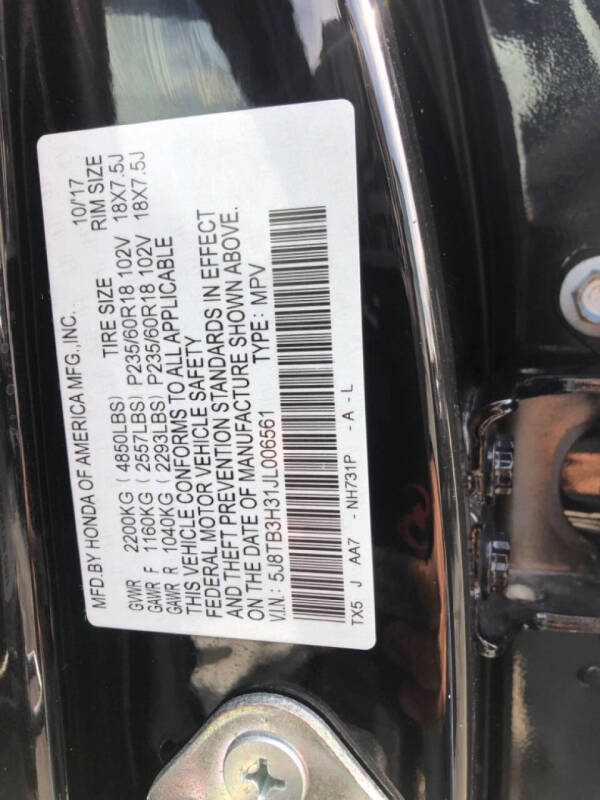 MFD.BY HONDA OF AMERICA MFG.,INC. 10/'17
TIRE SIZE RIM SIZE
GVWR 2200KG ( 4850LBS)
GAWR F 1160KG ( 2557LBS) P235/60R18 102V 18X7.5J
GAWR R 1040KG ( 2293LBS) P235/60R18 102V 18X7.5J
THIS VEHICLE CONFORMS TO ALL APPLICABLE
FEDERAL MOTOR VEHICLE SAFETY
AND THEFT PREVENTION STANDARDS IN EFFECT
ON THE DATE OF MANUFACTURE SHOWN ABOVE.
V.I.N: 5J8TB3H31JL006561 TYPE : MPV
TX5 J AA7 - NH731P - A - L